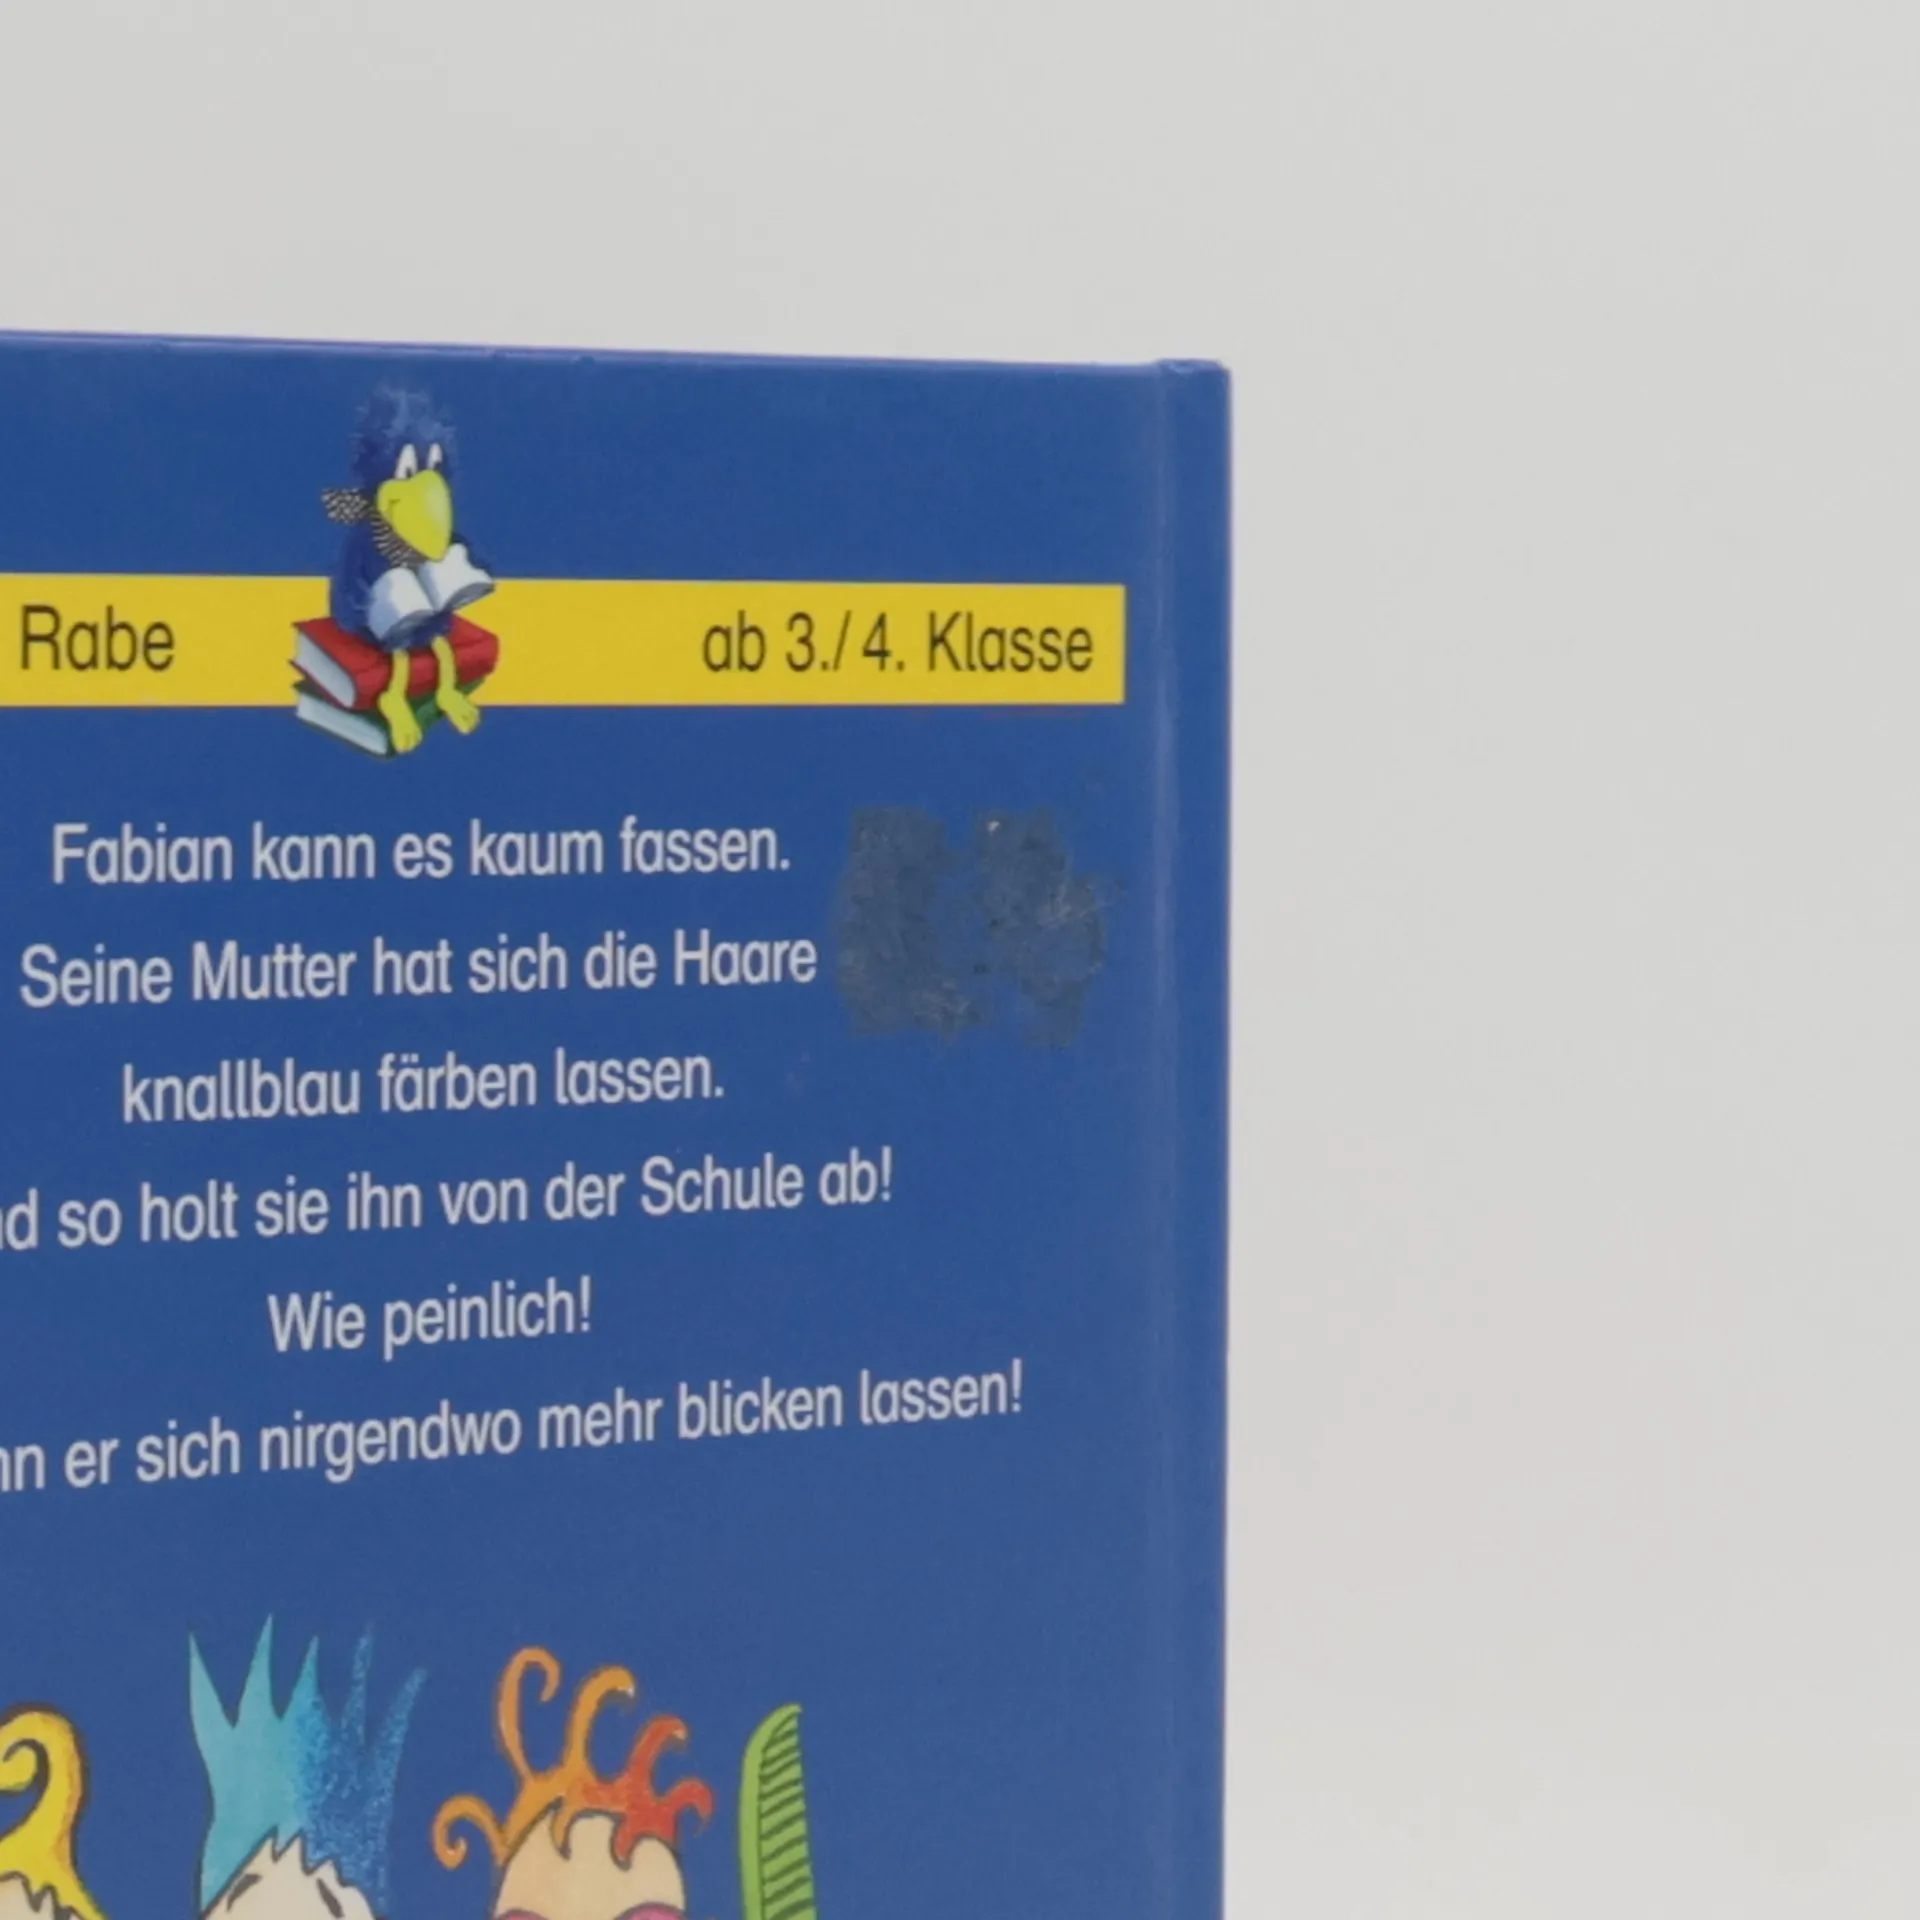 Rabe ab 3./4. Klasse
Fabian kann es kaum fassen.
Seine Mutter hat sich die Haare
knallblau färben lassen.
so holt sie ihn von der Schule ab!
Wie peinlich!
er sich nirgendwo mehr blicken lassen!